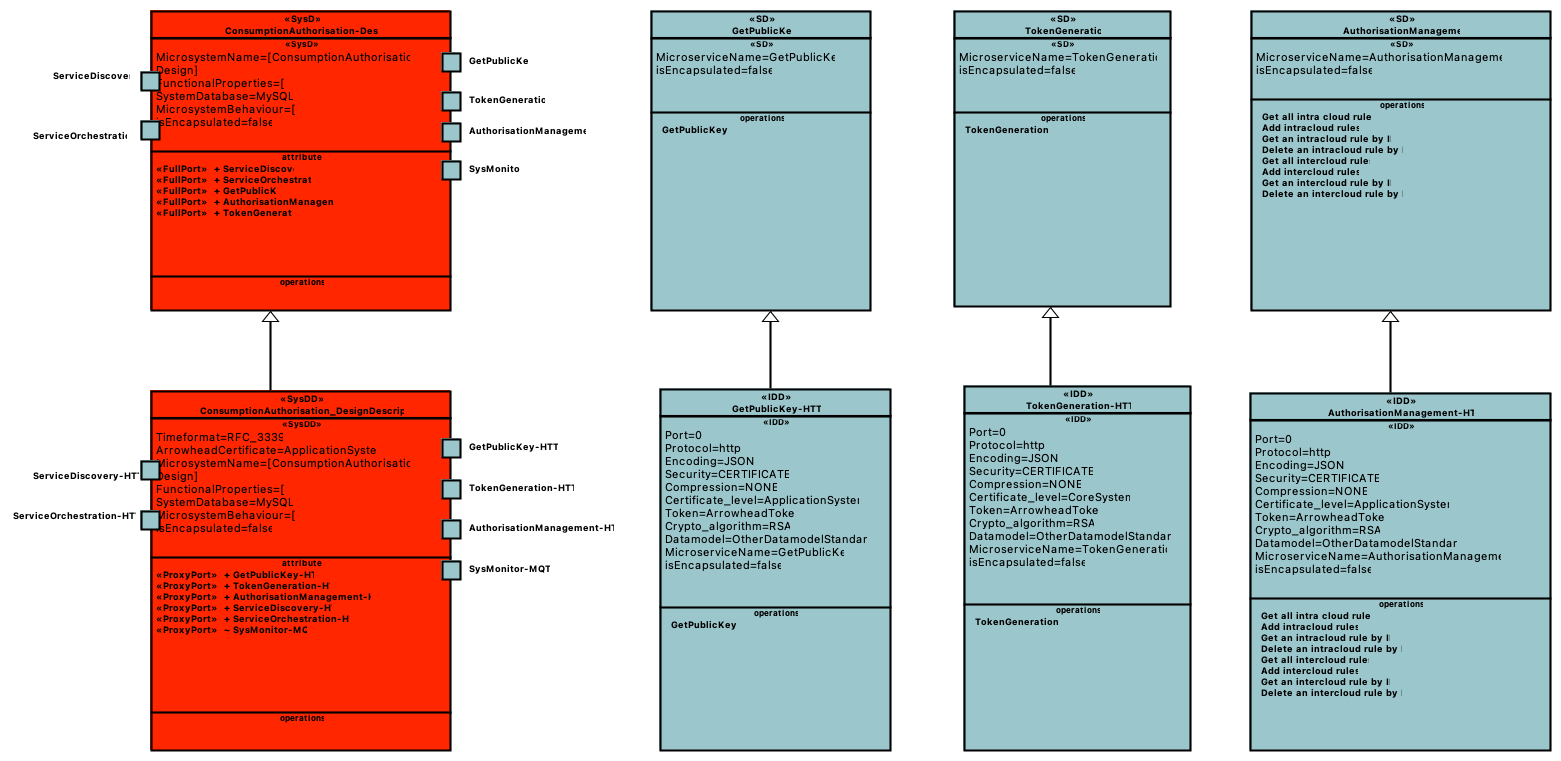 «SysD»
ConsumptionAuthorisation-Des
«SysD»
MicrosystemName=[ConsumptionAuthorisatio
Design]
FunctionalProperties=[
SystemDatabase=MySQL
MicrosystemBehaviour=[
isEncapsulated=false
attribute
«FullPort» + ServiceDiscov
«FullPort» + ServiceOrchestrat
«FullPort» + GetPublicK
«FullPort» + AuthorisationManagen
«FullPort» + TokenGenerat
operations
ServiceDiscove
ServiceOrchestratio
GetPublicKe
TokenGeneratio
AuthorisationManageme
SysMonito
«SD»
GetPublicKe
«SD»
MicroserviceName=GetPublicKe
isEncapsulated=false
operations
GetPublicKey
«SD»
TokenGeneratio
«SD»
MicroserviceName=TokenGeneratio
isEncapsulated=false
operations
TokenGeneration
«SD»
AuthorisationManageme
«SD»
MicroserviceName=AuthorisationManageme
isEncapsulated=false
operations
Get all intra cloud rule
Add intracloud rules
Get an intracloud rule by I
Delete an intracloud rule by
Get all intercloud rule
Add intercloud rules
Get an intercloud rule by I
Delete an intercloud rule by
«SysDD»
ConsumptionAuthorisation_DesignDescrip
«SysDD»
Timeformat=RFC_3339
ArrowheadCertificate=ApplicationSyste
MicrosystemName=[ConsumptionAuthorisatio
Design]
FunctionalProperties=[
SystemDatabase=MySQL
MicrosystemBehaviour=[
isEncapsulated=false
attribute
«ProxyPort» + GetPublicKey-HT
«ProxyPort» + TokenGeneration-H
«ProxyPort» + AuthorisationManagement-H
«ProxyPort» + ServiceDiscovery-H
«ProxyPort» + ServiceOrchestration-H
«ProxyPort» ~ SysMonitor-MQ
operations
ServiceDiscovery-HT
ServiceOrchestration-HT
GetPublicKey-HTT
TokenGeneration-HTT
AuthorisationManagement-HT
SysMonitor-MQT
«IDD»
GetPublicKey-HTT
«IDD»
Port=0
Protocol=http
Encoding=JSON
Security=CERTIFICATE
Compression=NONE
Certificate_level=ApplicationSyster
Token=ArrowheadToke
Crypto_algorithm=RSA
Datamodel=OtherDatamodelStandar
MicroserviceName=GetPublicKe
isEncapsulated=false
operations
GetPublicKey
«IDD»
TokenGeneration-HTT
«IDD»
Port=0
Protocol=http
Encoding=JSON
Security=CERTIFICATE
Compression=NONE
Certificate_level=CoreSystem
Token=ArrowheadToke
Crypto_algorithm=RSA
Datamodel=OtherDatamodelStandar
MicroserviceName=TokenGeneratio
isEncapsulated=false
operations
TokenGeneration
«IDD»
AuthorisationManagement-HT
«IDD»
Port=0
Protocol=http
Encoding=JSON
Security=CERTIFICATE
Compression=NONE
Certificate_level=ApplicationSyster
Token=ArrowheadToke
Crypto_algorithm=RSA
Datamodel=OtherDatamodelStandar
MicroserviceName=AuthorisationManageme
isEncapsulated=false
operations
Get all intra cloud rule
Add intracloud rules
Get an intracloud rule by I
Delete an intracloud rule by
Get all intercloud rule
Add intercloud rules
Get an intercloud rule by I
Delete an intercloud rule by